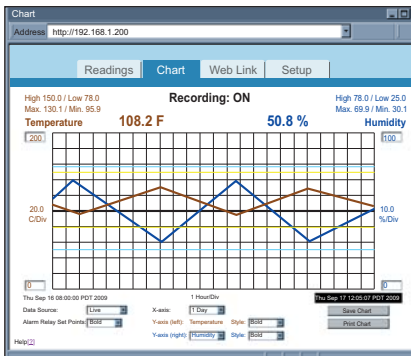 Chart
Address http://192.168.1.200
Readings Chart Web Link Setup
High 150.0 / Low 78.0 Recording: ON High 78.0 / Low 25.0
Max. 130.1 / Min. 95.9 Max. 69.9 / Min. 30.1
Temperature 108.2 F 50.8 % Humidity
200 100
20.0 10.0
C/Div %/Div
0 0
Thu Sep 16 08:00:00 PDT 2009 1 Hour/Div Thu Sep 17 12:05:07 PDT 2009
Data Source: Live X-axis: 1 Day Save Chart
Alarm Relay Set Points: Bold Y-axis (left): Temperature Style: Bold Print Chart
Y-axis (right): Humidity Style: Bold
Help[?]